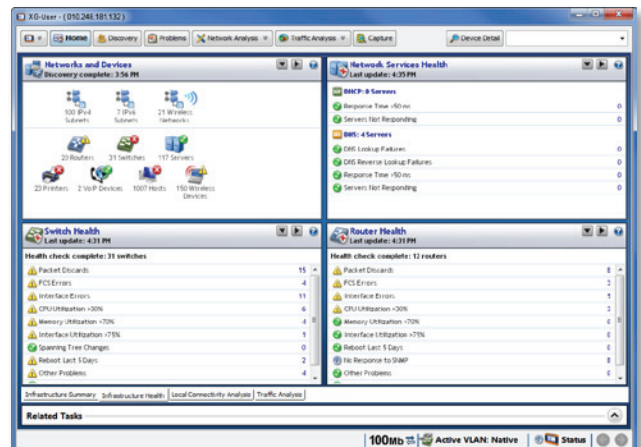 XG-User - ( 010.248.181.132 )
Home Discovery Problems Network Analysis Traffic Analysis Capture Device Detail
Networks and Devices
Discovery complete: 3:56 PM
100 IPv4 Subnets
7 IPv6 Subnets
21 Wireless Networks
23 Routers
31 Switches
117 Servers
23 Printers
2 VoIP Devices
1007 Hosts
150 Wireless Devices
Network Services Health
Last update: 4:35 PM
DHCP: 0 Servers
Response Time >50 ms 0
Servers Not Responding 0
DNS: 4 Servers
DNS Lookup Failures 0
DNS Reverse Lookup Failures 0
Response Time >50 ms 0
Servers Not Responding 0
Switch Health
Last update: 4:31 PM
Health check complete: 31 switches
Packet Discards 15
FCS Errors 4
Interface Errors 11
CPU Utilization >30% 6
Memory Utilization >70% 4
Interface Utilization >75% 1
Spanning Tree Changes 0
Reboot Last 5 Days 2
Other Problems 4
Router Health
Last update: 4:31 PM
Health check complete: 12 routers
Packet Discards 8
FCS Errors
Interface Errors
CPU Utilization >30%
Memory Utilization >70%
Interface Utilization >75%
Reboot Last 5 Days
No Response to SNMP
Other Problems
Infrastructure Summary Infrastructure Health Local Connectivity Analysis Traffic Analysis
Related Tasks
100Mb Active VLAN: Native Status